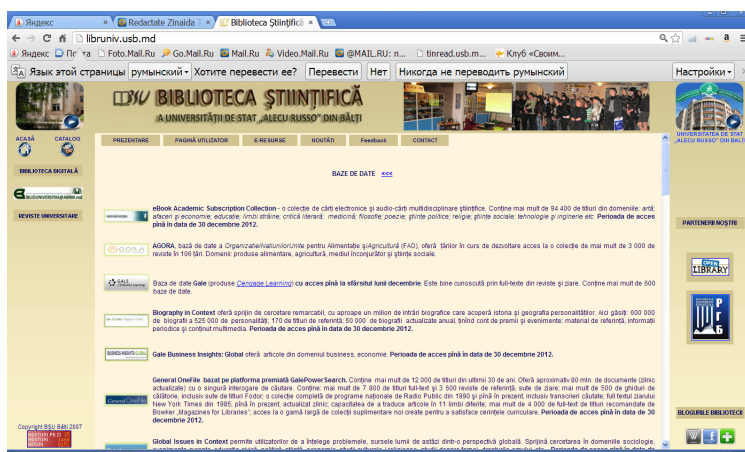 Яндекс
Redactate Zinaida
Biblioteca Științifică
libruniv.usb.md
Яндекс Почта Foto.Mail.Ru Go.Mail.Ru Mail.Ru Video.Mail.Ru @MAIL.RU: п... tinread.usb.m... Клуб «Своим...
Язык этой страницы румынский Хотите перевести ее? Перевести Нет Никогда не переводить румынский Настройки
BIBLIOTECA ŞTIINŢIFICĂ
A UNIVERSITĂŢII DE STAT „ALECU RUSSO" DIN BĂLŢI
UNIVERSITATEA DE STAT
„ALECU RUSSO" DIN BĂLŢI
ACASĂ CATALOG
PREZENTARE PAGINĂ UTILIZATOR E-RESURSE NOUTĂŢI Feedback CONTACT
BIBLIOTECA DIGITALĂ
REVISTE UNIVERSITARE
BAZE DE DATE <<<
eBook Academic Subscription Collection - o colecţie de cărţi electronice şi audio-cărţi multidisciplinare ştiinţifice. Conţine mai mult de 94 400 de titluri din domeniile: artă;
afaceri şi economie; educaţie; limbi străine; critică literară; medicină; filosofie; poezie; ştiinţe politice; religie; ştiinţe sociale; tehnologie şi inginerie etc. Perioada de acces
pînă în data de 30 decembrie 2012.
AGORA
AGORA, bază de date a OrganizatieiNatiunilorUnite pentru Alimentaţie şiAgricultură (FAO), oferă ţărilor în curs de dezvoltare acces la o colecţie de mai mult de 3 000 de
reviste în 106 ţări. Domenii: produse alimentare, agricultură, mediul înconjurător şi ştiinţe sociale.
GALE
Baza de date Gale (produse Cengage Learning) cu acces pînă la sfârsitul lunii decembrie. Este bine cunoscută prin full-texte din reviste şi ziare. Conţine mai mult de 600
baze de date.
Biography in Context oferă sprijin de cercetare remarcabil, cu aproape un milion de intrări biografice care acoperă istoria şi geografia personalităţilor. Aici găsiţi: 600 000
de biografii a 525 000 de personalităţi; 170 de titluri de referinţă; 50 000 de biografii actualizate anual, ţinînd cont de premii şi evenimente; material de referinţă, informaţii
periodice şi conţinut multimedia. Perioada de acces pînă în data de 30 decembrie 2012.
BUSINESS INSIGHTS: GLOBAL
Gale Business Insights: Global oferă articole din domeniul business, economie. Perioada de acces pînă în data de 30 decembrie 2012.
General OneFile
General OneFile bazat pe platforma premiată GalePowerSearch. Conţine mai mult de 12 000 de titluri din ultimii 30 de ani. Oferă aproximativ 80 mln. de documente (zilnic
actualizate) cu o singură interogare de căutare. Conţine: mai mult de 7 800 de titluri full-text şi 3 600 reviste de referinţă, sute de ziare; mai mult de 500 de ghiduri de
călătorie, inclusiv sute de titluri Fodor; o colecţie completă de programe naţionale de Radio Public din 1990 şi pînă în prezent, inclusiv transcrieri căutate; full textul ziarului
New York Times din 1985, pînă în prezent, actualizat zilnic; capacitatea de a traduce articole în 11 limbi diferite; mai mult de 4 000 de full-texte de titluri recomandate de
Bowker „Magazines for Libraries"; acces la o gamă largă de colecţii suplimentare noi create pentru a satisface cerinţele curriculare. Perioada de acces pînă în data de 30
decembrie 2012.
Global Issues in Context permite utilizatorilor de a înţelege problemele, sursele lumii de astăzi dintr-o perspectivă globală. Sprijină cercetarea în domeniile sociologie,
PARTENERII NOŞTRI
OPEN
LIBRARY
БЛ
Р
Г
Б
BLOGURILE BIBLIOTECII
Copyright BŞU Bălţi 2007